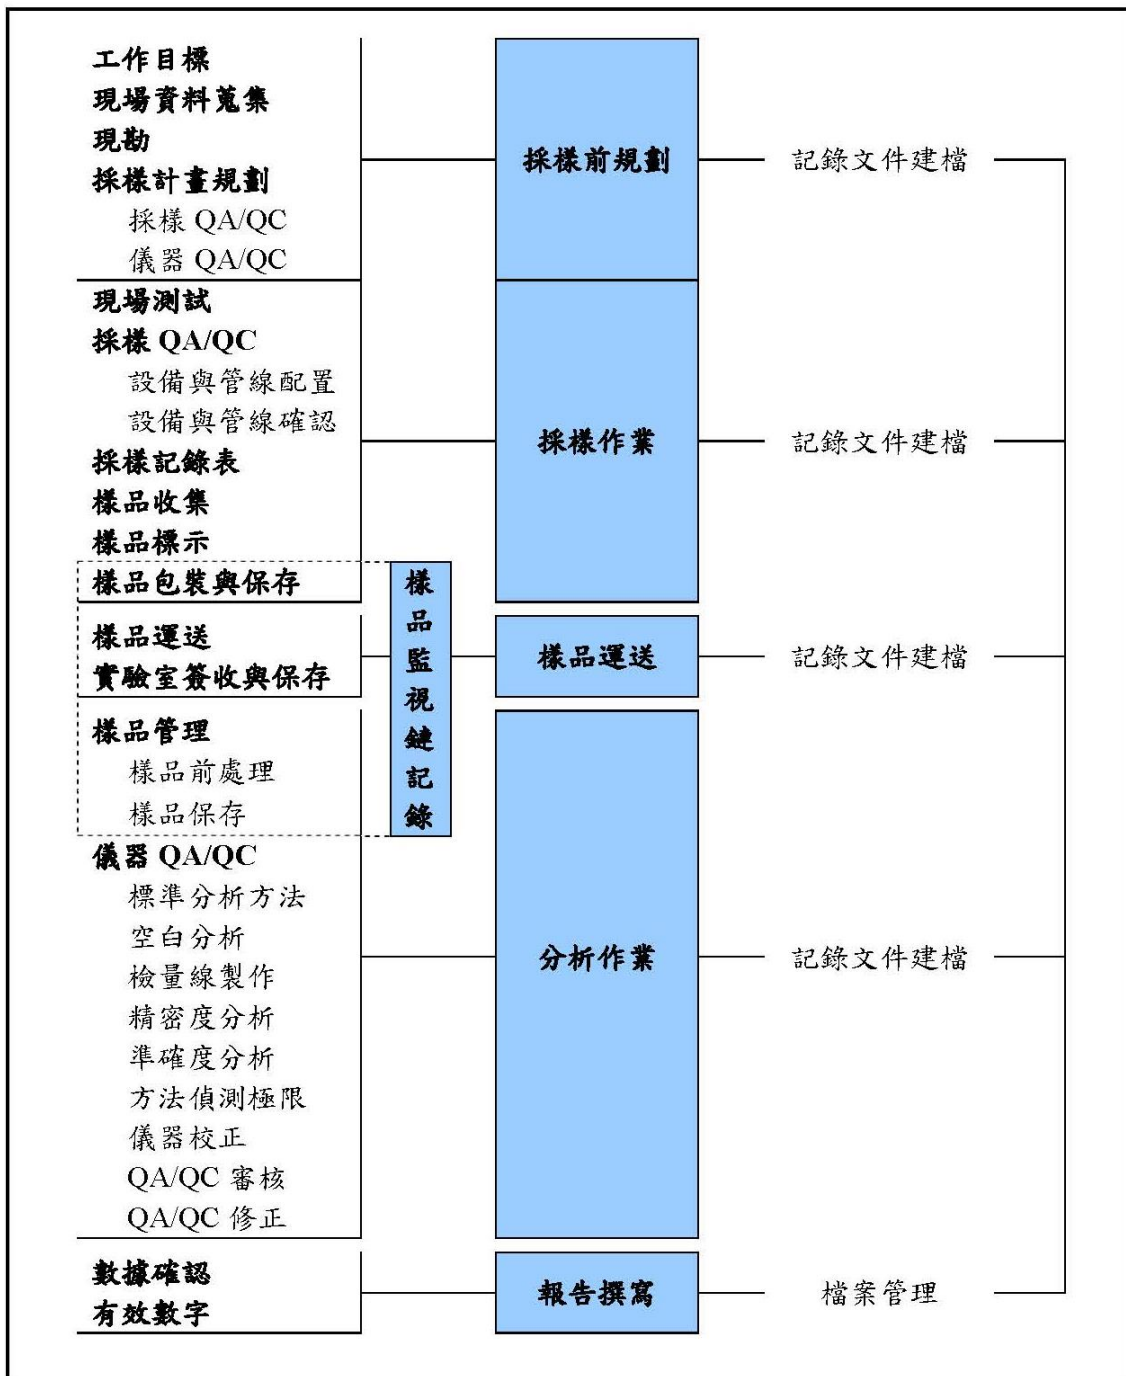 工作目標
現場資料蒐集
現勘
採樣計畫規劃
採樣 QA/QC
儀器 QA/QC
採樣前規劃
記錄文件建檔
現場測試
採樣 QA/QC
設備與管線配置
設備與管線確認
採樣記錄表
樣品收集
樣品標示
樣品包裝與保存
採樣作業
記錄文件建檔
樣品監視鏈記錄
樣品運送
實驗室簽收與保存
樣品運送
記錄文件建檔
樣品管理
樣品前處理
樣品保存
儀器 QA/QC
標準分析方法
空白分析
檢量線製作
精密度分析
準確度分析
方法偵測極限
儀器校正
QA/QC 審核
QA/QC 修正
分析作業
記錄文件建檔
數據確認
有效數字
報告撰寫
檔案管理